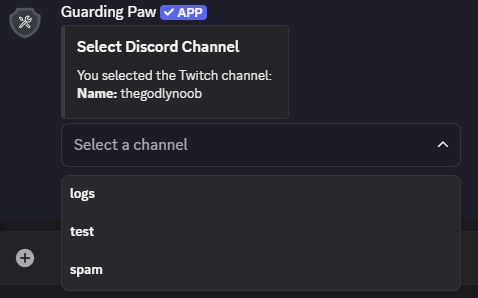 Guarding Paw ✓ APP
Select Discord Channel
You selected the Twitch channel:
Name: thegodlynoob
Select a channel
logs
test
spam